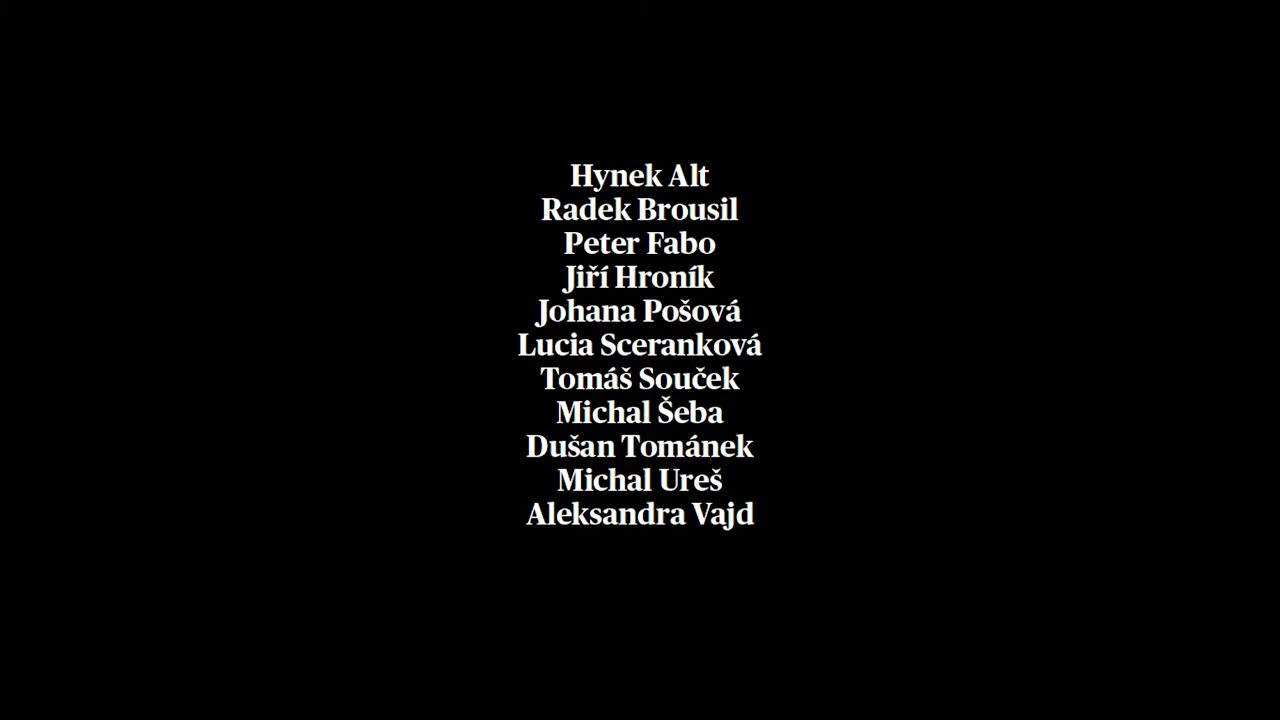 Hynek Alt
Radek Brousil
Peter Fabo
Jiří Hroník
Johana Pošová
Lucia Sceranková
Tomáš Souček
Michal Šeba
Dušan Tománek
Michal Ureš
Aleksandra Vajd